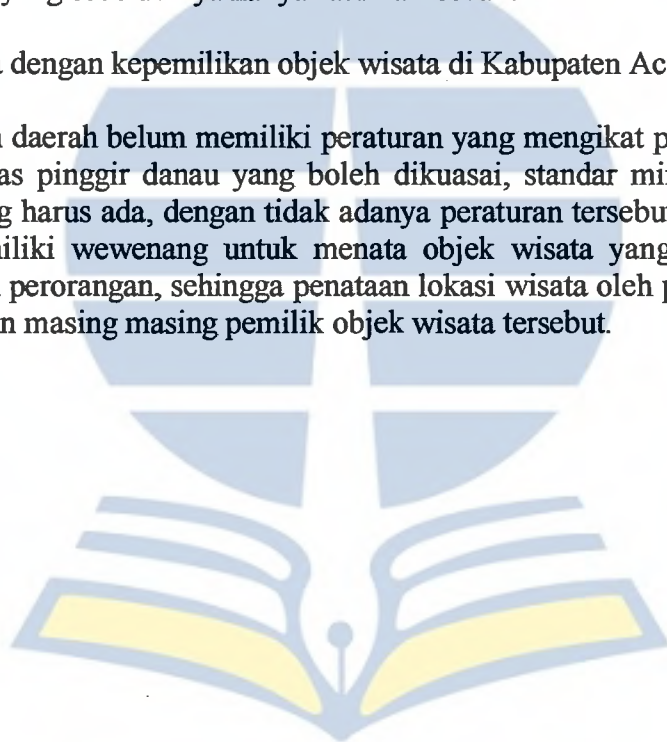 dengan kepemilikan objek wisata di Kabupaten Ac
daerah belum memiliki peraturan yang mengikat p
as pinggir danau yang boleh dikuasai, standar mi
g harus ada, dengan tidak adanya peraturan tersebut
iliki wewenang untuk menata objek wisata yang
perorangan, sehingga penataan lokasi wisata oleh p
n masing masing pemilik objek wisata tersebut.